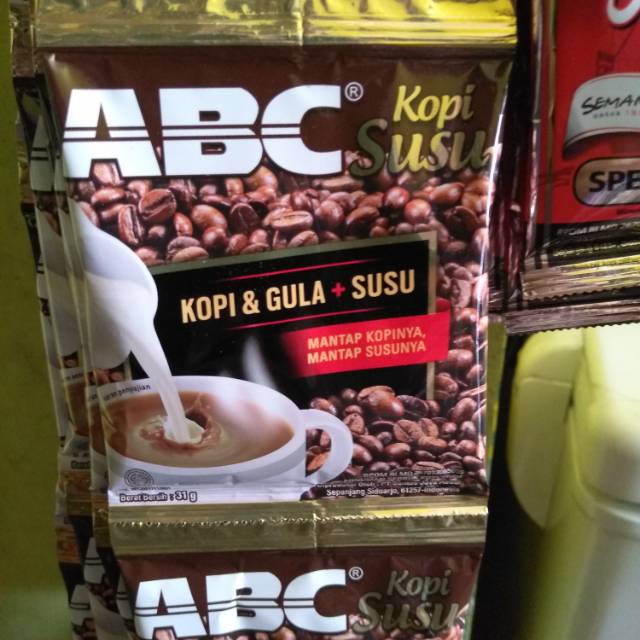 ABC®
Kopi
Susu
KOPI & GULA + SUSU
MANTAP KOPINYA,
MANTAP SUSUNYA
penyajian
Berat bersih : 31 g
Sepanjang Sidoarjo, 61257-Indonesia
ABC®
Kopi
Susu
SEMAN
SPE